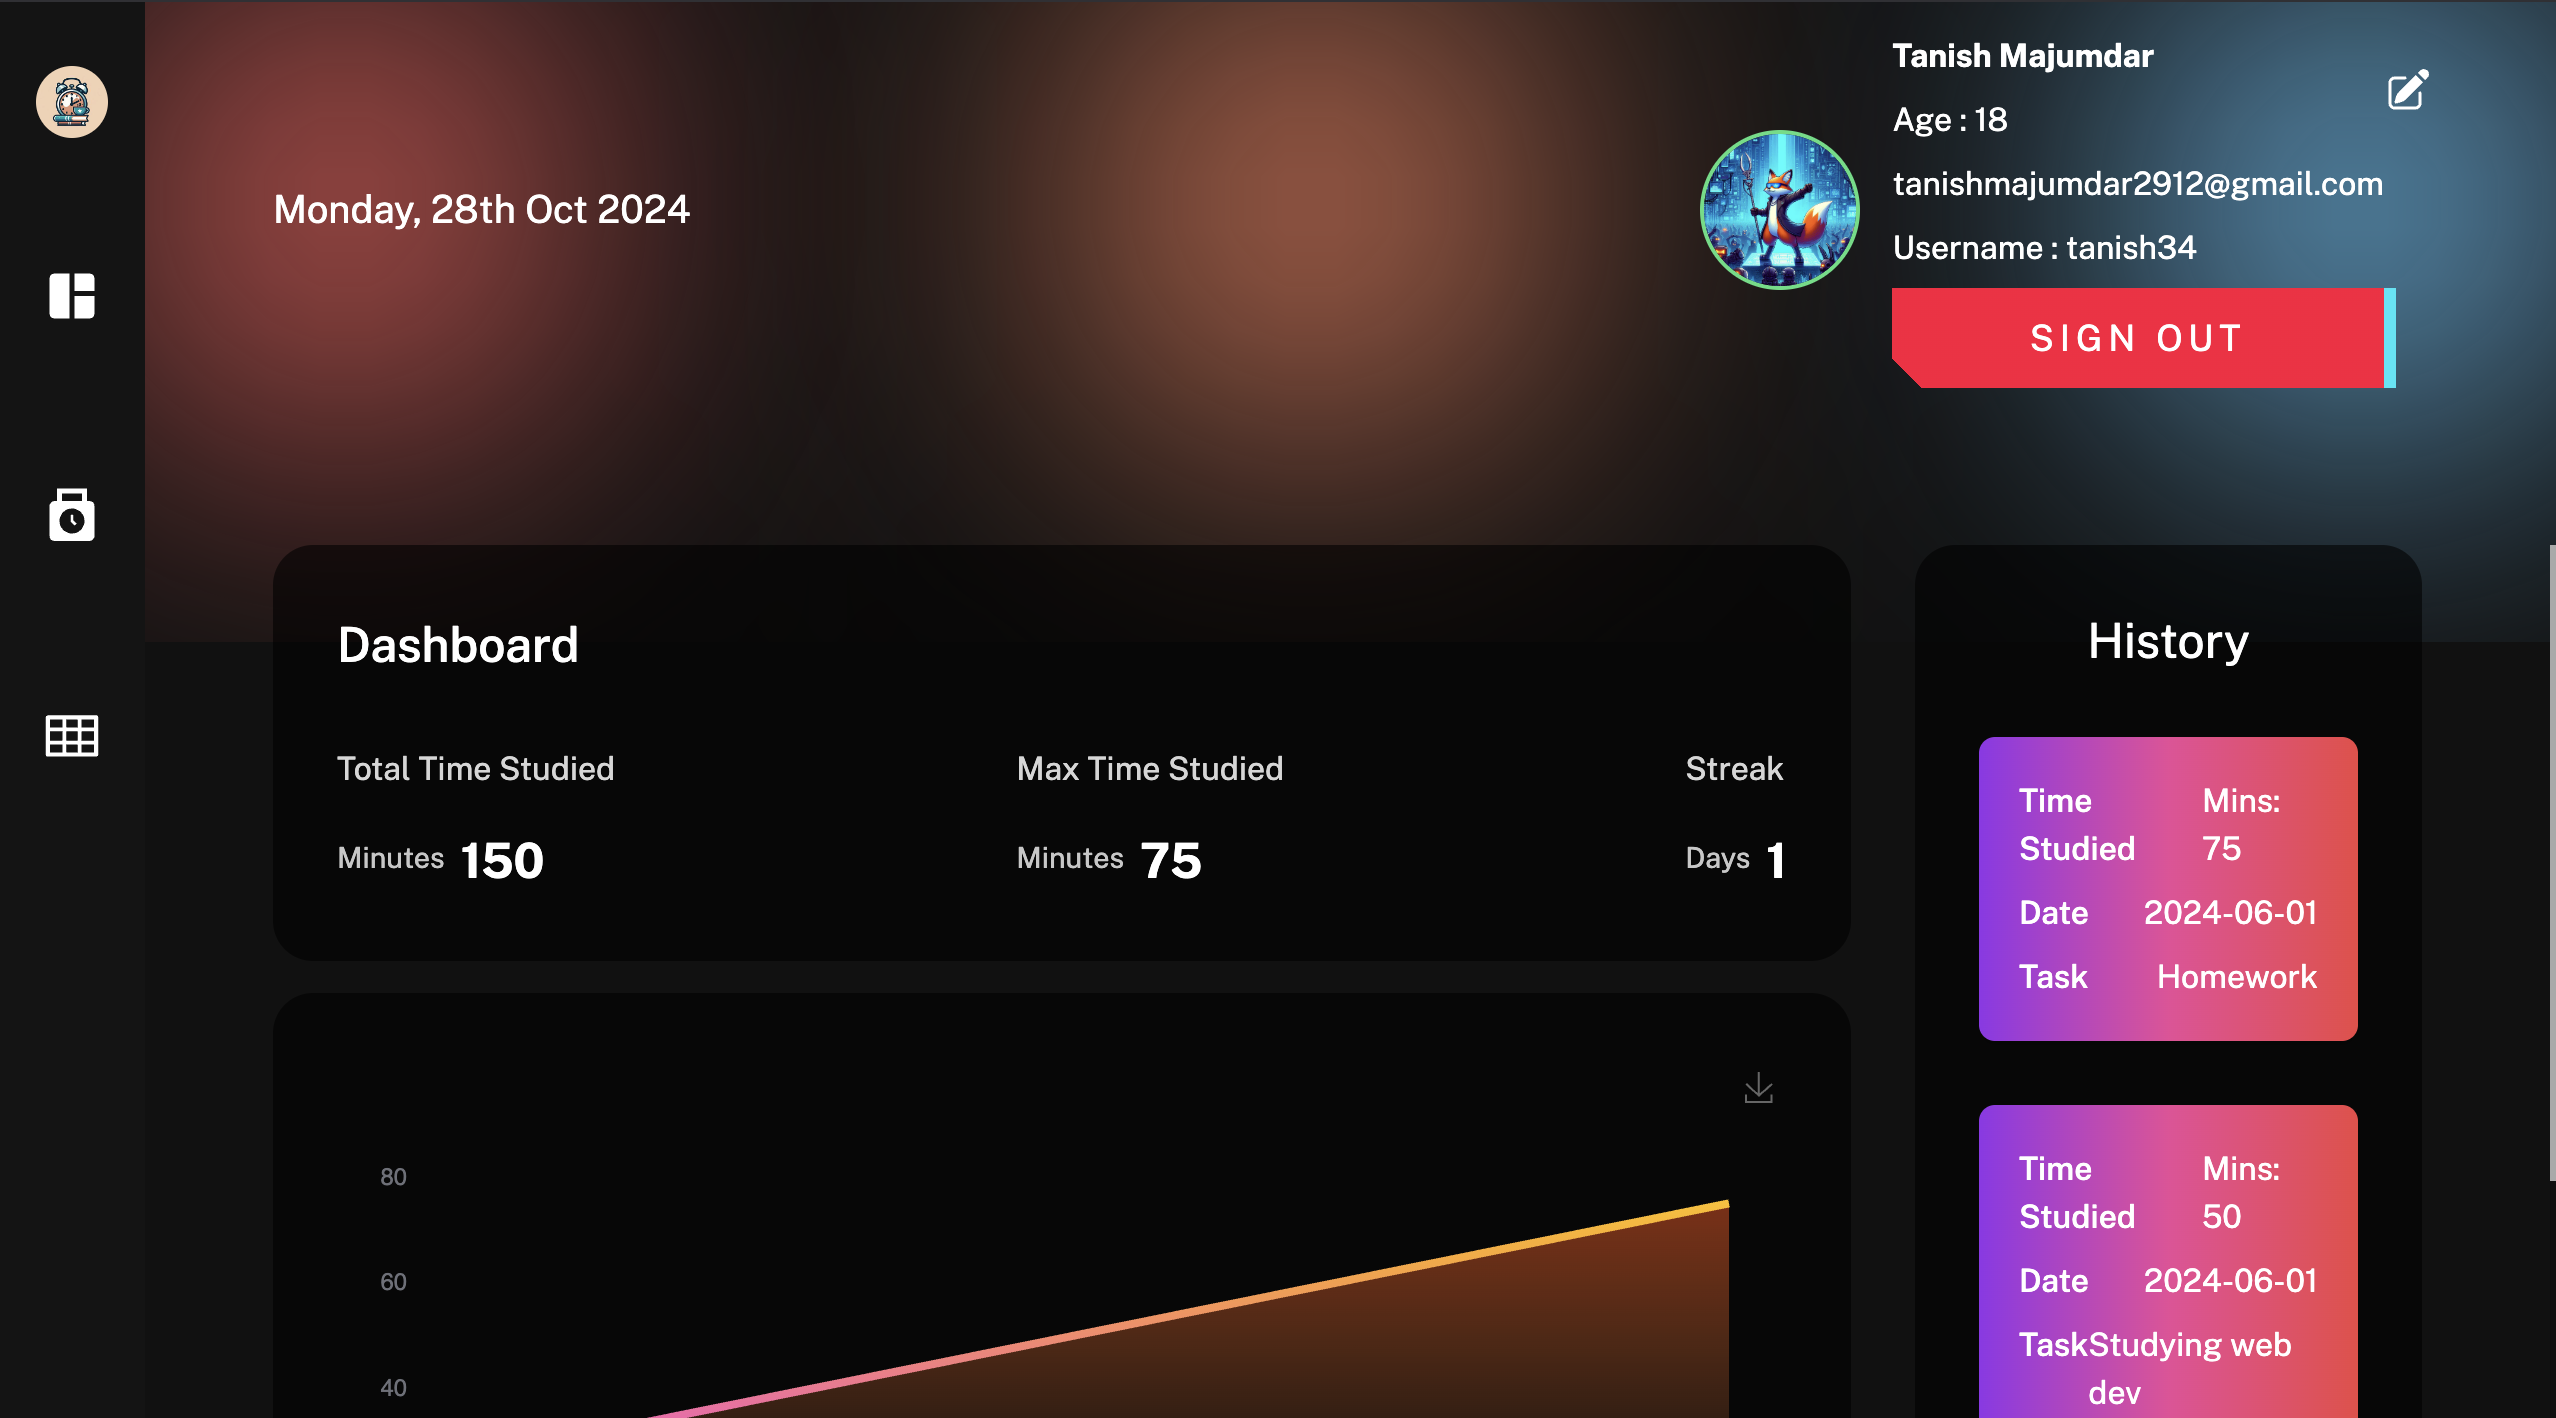 Tanish Majumdar
Age : 18
tanishmajumdar2912@gmail.com
Username : tanish34
SIGN OUT
Monday, 28th Oct 2024
Dashboard
Total Time Studied
Minutes 150
Max Time Studied
Minutes 75
Streak
Days 1
80
60
40
History
Time Studied
Mins: 75
Date 2024-06-01
Task Homework
Time Studied
Mins: 50
Date 2024-06-01
Task Studying web
dev